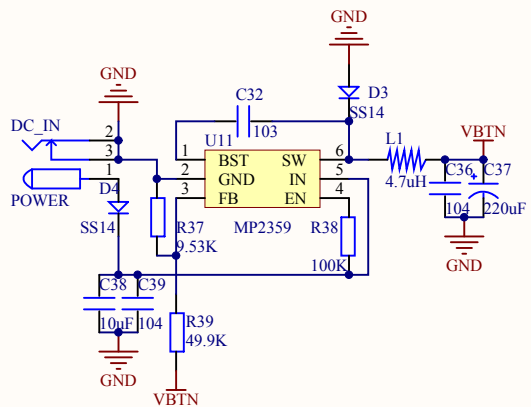 GND
GND
C32
D3
DC_IN
2
SS14
103
U11
L1
VBTN
3
1
BST
SW
6
1
D4
2
GND
IN
5
4.7uH
C36
C37
POWER
3
FB
EN
4
104
220uF
SS14
R37
MP2359
R38
9.53K
100K
GND
C38
C39
10uF
104
R39
49.9K
GND
VBTN